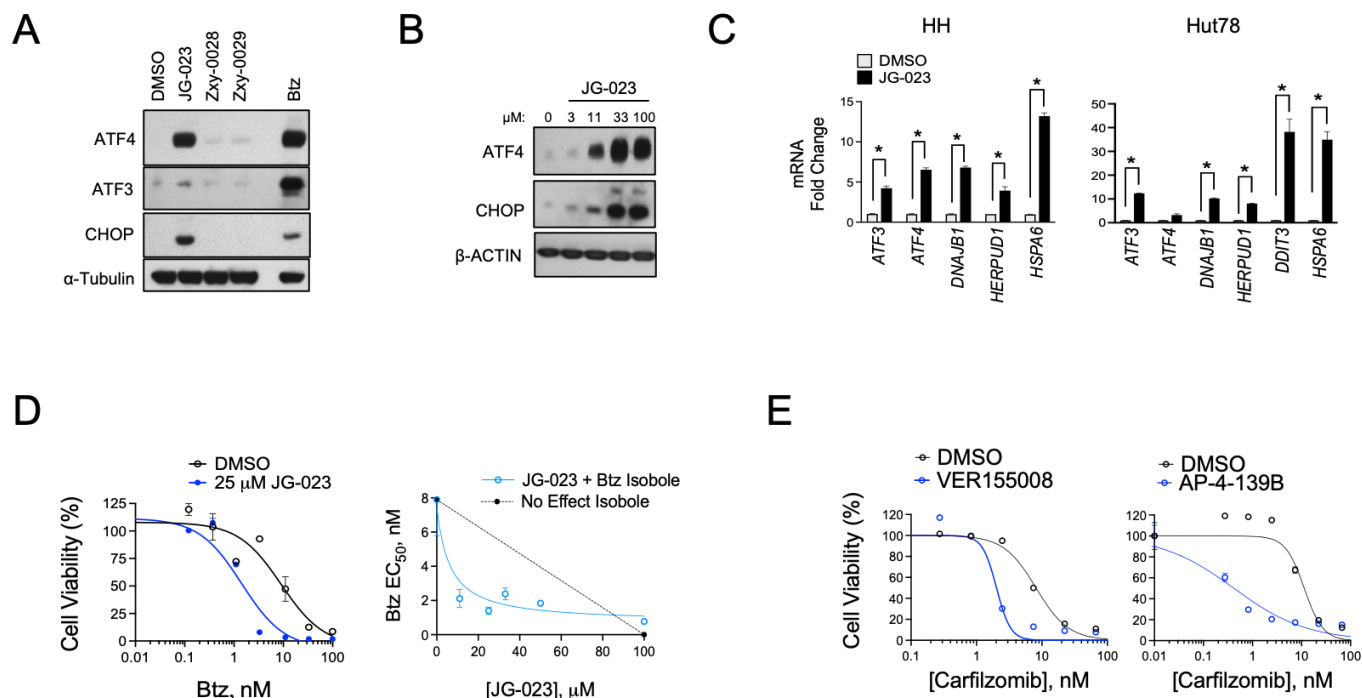 A
DMSO
JG-023
Zxy-0028
Zxy-0029
Btz
ATF4
ATF3
CHOP
α-Tubulin
B
JG-023
μM: 0 3 11 33 100
ATF4
CHOP
β-ACTIN
C
HH
DMSO
JG-023
mRNA
Fold Change
15
10
5
0
* * * * *
ATF3
ATF4
DNAJB1
HERPUD1
HSPA6
Hut78
50
40
30
20
10
0
* * * * *
ATF3
ATF4
DNAJB1
HERPUD1
DDIT3
HSPA6
D
DMSO
25 μM JG-023
Cell Viability (%)
125
100
75
50
25
0
0.01 0.1 1 10 100
Btz, nM
JG-023 + Btz Isobole
No Effect Isobole
Btz EC50, nM
8
6
4
2
0
0 20 40 60 80 100
[JG-023], μM
E
DMSO
VER155008
Cell Viability (%)
120
100
80
60
40
20
0
0.1 1 10 100
[Carfilzomib], nM
DMSO
AP-4-139B
120
100
80
60
40
20
0
0.01 0.1 1 10 100
[Carfilzomib], nM